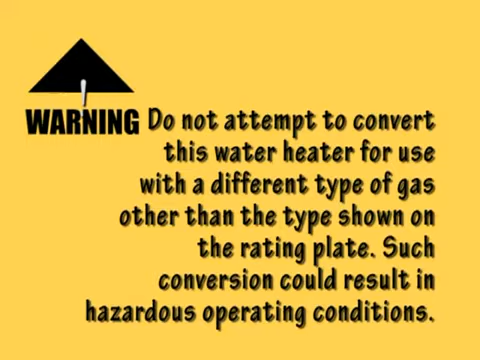 WARNING Do not attempt to convert
this water heater for use
with a different type of gas
other than the type shown on
the rating plate. Such
conversion could result in
hazardous operating conditions.